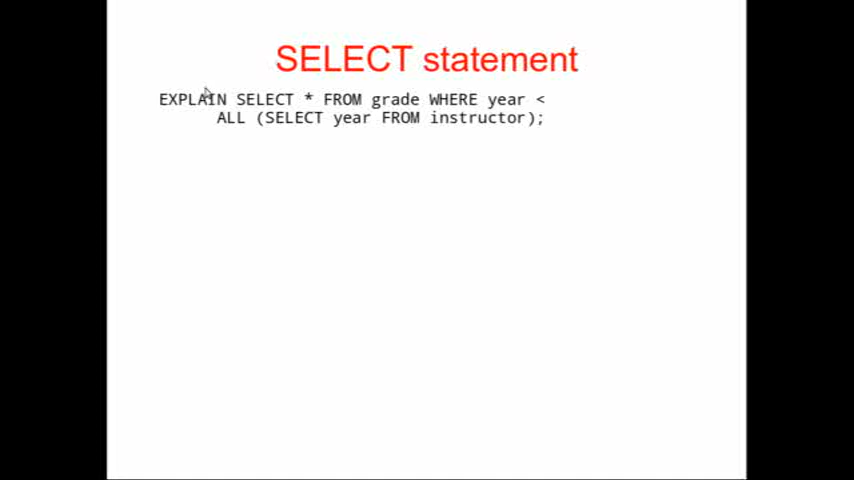 SELECT statement
EXPLAIN SELECT * FROM grade WHERE year <
ALL (SELECT year FROM instructor);